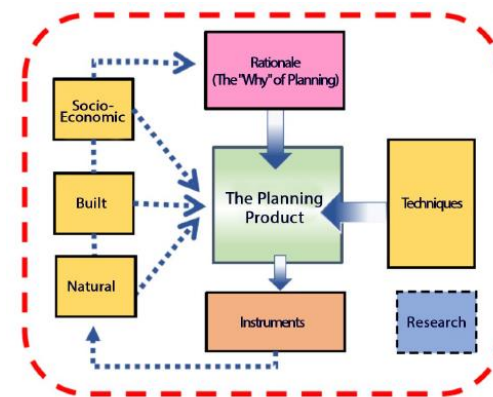 Rationale
(The "Why" of Planning)
Socio-
Economic
Built
Natural
The Planning
Product
Techniques
Instruments
Research